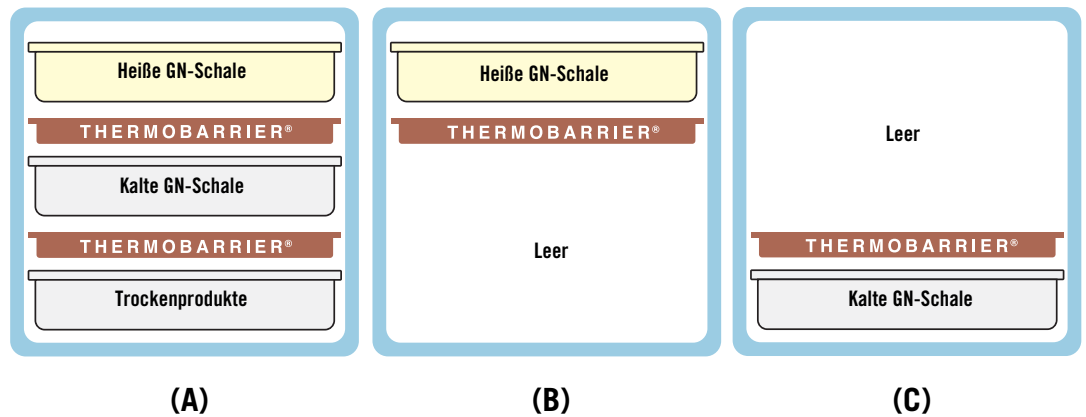 Heiße GN-Schale
THERMOBARRIER®
Kalte GN-Schale
THERMOBARRIER®
Trockenprodukte
(A)
Heiße GN-Schale
THERMOBARRIER®
Leer
(B)
Leer
THERMOBARRIER®
Kalte GN-Schale
(C)